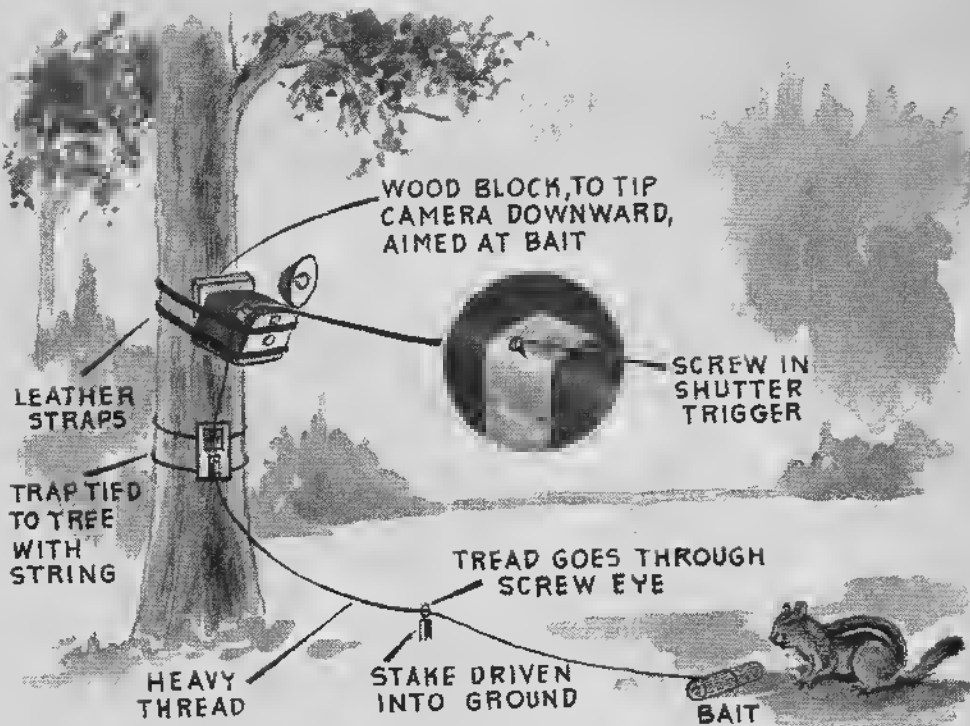 WOOD BLOCK, TO TIP
CAMERA DOWNWARD,
AIMED AT BAIT
LEATHER
STRAPS
SCREW IN
SHUTTER
TRIGGER
TRAP TIED
TO TREE
WITH
STRING
TREAD GOES THROUGH
SCREW EYE
HEAVY
THREAD
STAKE DRIVEN
INTO GROUND
BAIT